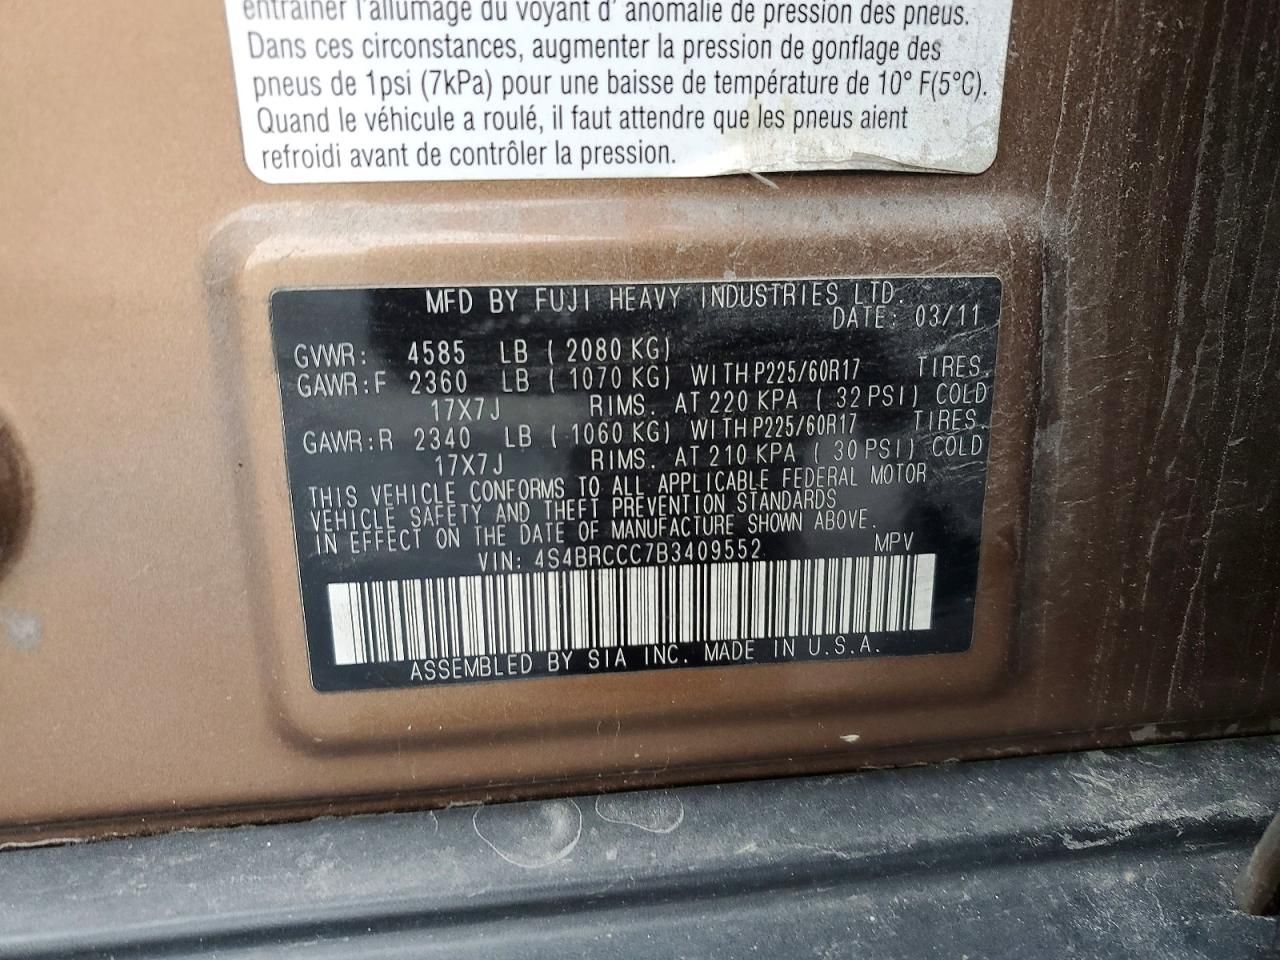 entraîner l'allumage du voyant d' anomalie de pression des pneus.
Dans ces circonstances, augmenter la pression de gonflage des
pneus de 1psi (7kPa) pour une baisse de température de 10° F(5°C).
Quand le véhicule a roulé, il faut attendre que les pneus aient
refroidi avant de contrôler la pression.
MFD BY FUJI HEAVY INDUSTRIES LTD.
DATE: 03/11
GVWR: 4585 LB ( 2080 KG)
GAWR:F 2360 LB ( 1070 KG) WITH P225/60R17 TIRES,
17X7J RIMS. AT 220 KPA ( 32 PSI) COLD
GAWR:R 2340 LB ( 1060 KG) WITH P225/60R17 TIRES,
17X7J RIMS. AT 210 KPA ( 30 PSI) COLD
THIS VEHICLE CONFORMS TO ALL APPLICABLE FEDERAL MOTOR
VEHICLE SAFETY AND THEFT PREVENTION STANDARDS
IN EFFECT ON THE DATE OF MANUFACTURE SHOWN ABOVE.
VIN: 4S4BRCCC7B3409552 MPV
ASSEMBLED BY SIA INC. MADE IN U.S.A.